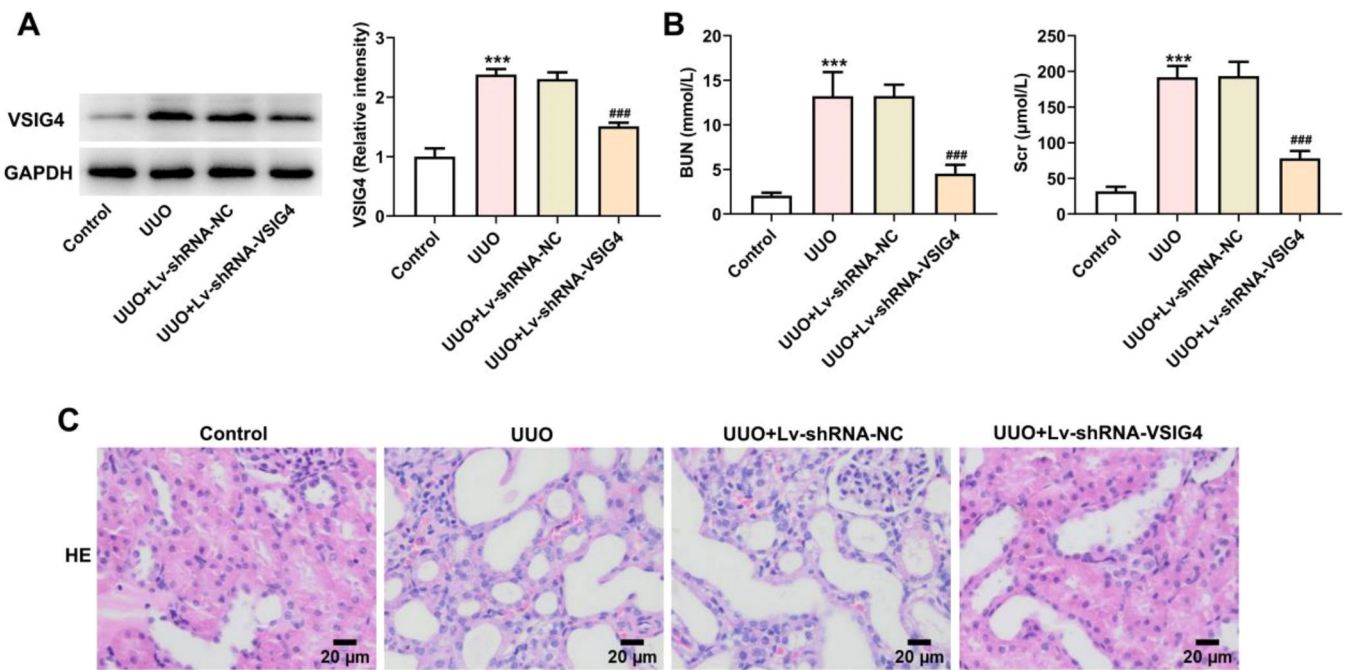 A
VSIG4
GAPDH
Control
UUO
UUO+Lv-shRNA-NC
UUO+Lv-shRNA-VSIG4
VSIG4 (Relative intensity)
3
2
1
0
***
###
Control
UUO
UUO+Lv-shRNA-NC
UUO+Lv-shRNA-VSIG4
B
BUN (mmol/L)
20
15
10
5
0
***
###
Control
UUO
UUO+Lv-shRNA-NC
UUO+Lv-shRNA-VSIG4
Scr (μmol/L)
250
200
150
100
50
0
***
###
Control
UUO
UUO+Lv-shRNA-NC
UUO+Lv-shRNA-VSIG4
C
Control
UUO
UUO+Lv-shRNA-NC
UUO+Lv-shRNA-VSIG4
HE
20 μm
20 μm
20 μm
20 μm